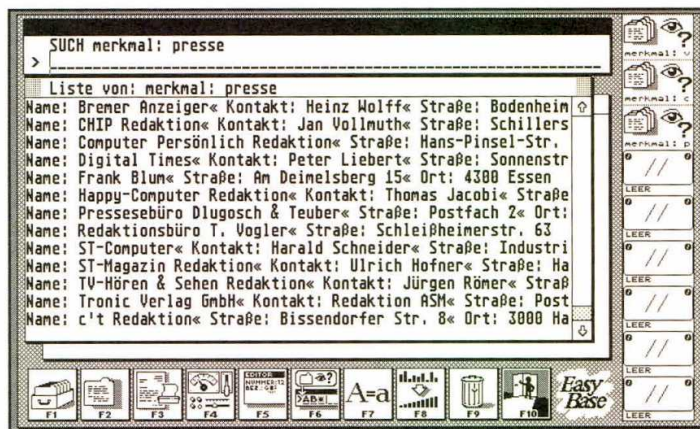 SUCH merkmal: presse
>
Liste von: merkmal: presse
Name: Bremer Anzeiger« Kontakt: Heinz Wolff« Straße: Bodenheim
Name: CHIP Redaktion« Kontakt: Jan Vollmuth« Straße: Schillers
Name: Computer Persönlich Redaktion« Straße: Hans-Pinsel-Str.
Name: Digital Times« Kontakt: Peter Liebert« Straße: Sonnenstr
Name: Frank Blum« Straße: Am Deimelsberg 15« Ort: 4300 Essen
Name: Happy-Computer Redaktion« Kontakt: Thomas Jacobi« Straße
Name: Pressesebüro Dlugosch & Teuber« Straße: Postfach 2« Ort:
Name: Redaktionsbüro T. Vogler« Straße: Schleißheimerstr. 63
Name: ST-Computer« Kontakt: Harald Schneider« Straße: Industri
Name: ST-Magazin Redaktion« Kontakt: Ulrich Hofner« Straße: Ha
Name: TV-Hören & Sehen Redaktion« Kontakt: Jürgen Römer« Straß
Name: Tronic Verlag GmbH« Kontakt: Redaktion ASM« Straße: Post
Name: c't Redaktion« Straße: Bissendorfer Str. 8« Ort: 3000 Ha
merkmal: v
merkmal: c
merkmal: p
LEER
LEER
LEER
LEER
LEER
LEER
EDITOR
NUMMER:12
A=a
F1 F2 F3 F4 F5 F6 F7 F8 F9 F10
Easy
Base